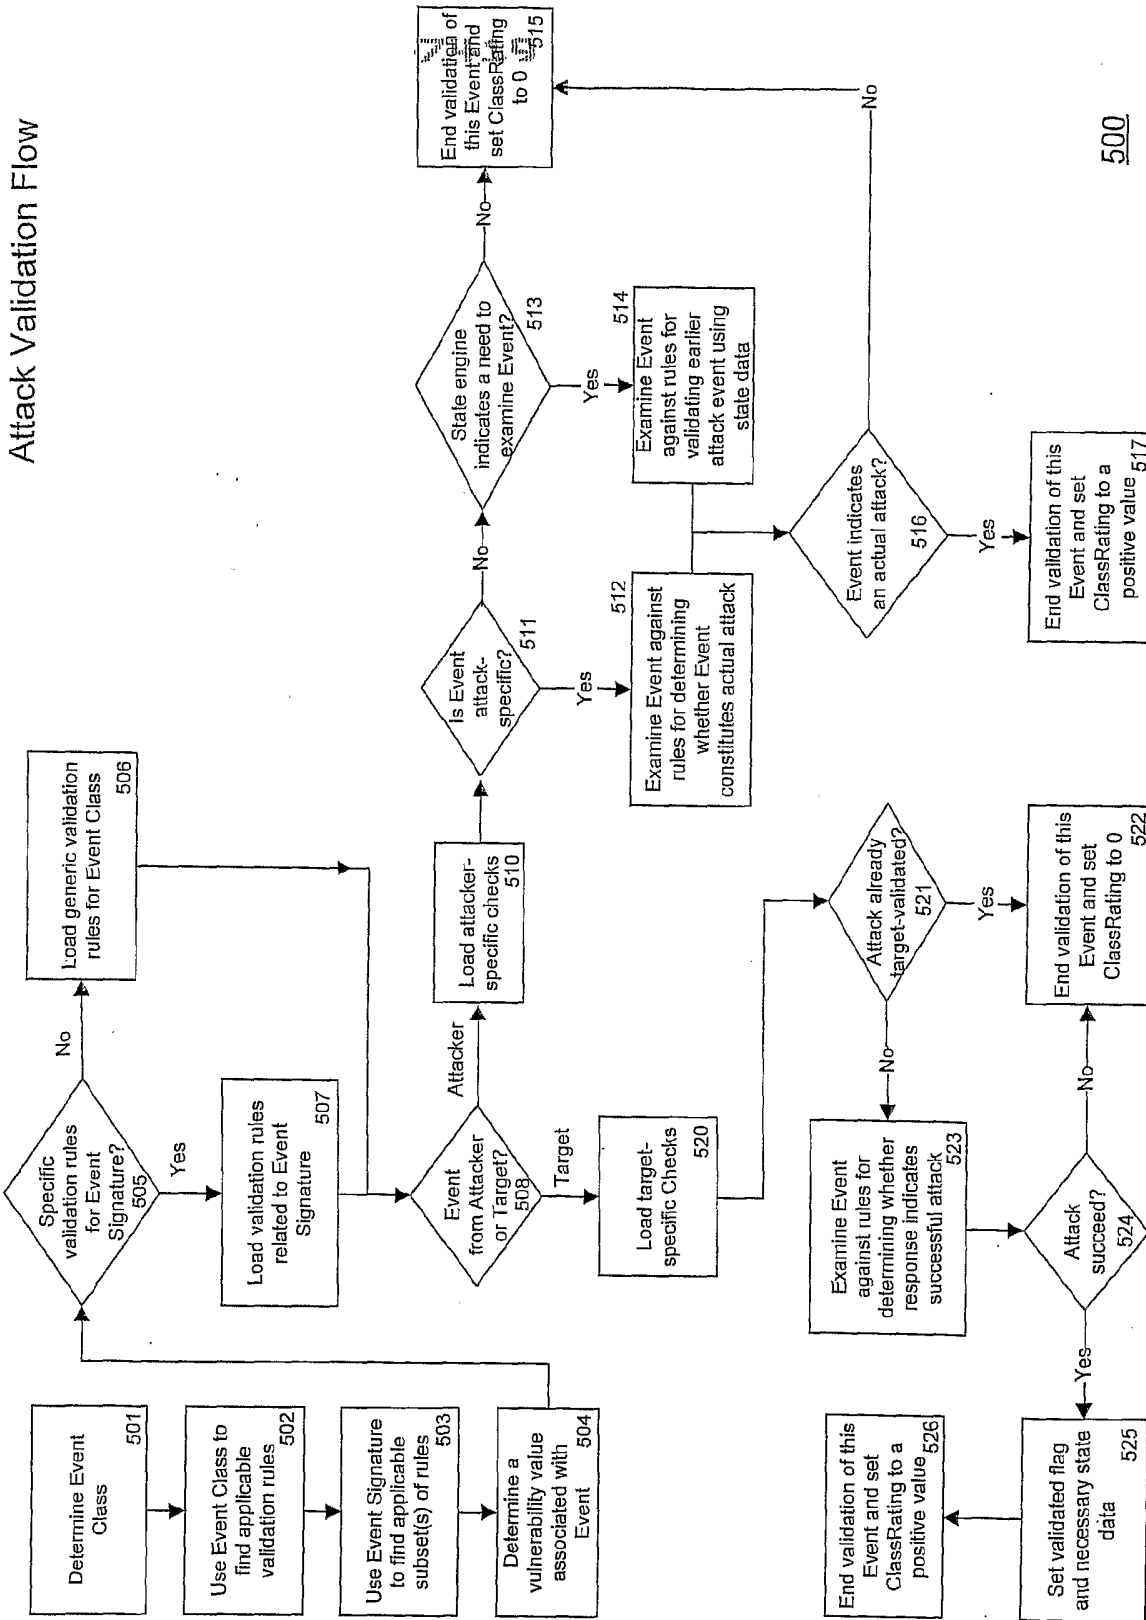 Attack Validation Flow
Determine Event
Class
501
Use Event Class to
find applicable
validation rules
502
Use Event Signature
to find applicable
subset(s) of rules
503
Determine a
vulnerability value
associated with
Event
504
Specific
validation rules
for Event
Signature?
505
No
Yes
Load generic validation
rules for Event Class
506
Load validation rules
related to Event
Signature
507
Event
from Attacker
or Target?
508
Attacker
Target
Load attacker-
specific checks
510
Is Event
attack-
specific?
511
No
Yes
Examine Event against
rules for determining
whether Event
constitutes actual attack
512
State engine
indicates a need to
examine Event?
513
No
Yes
Examine Event
against rules for
validating earlier
attack event using
state data
514
End validation of
this Event and
set ClassRating
to 0
515
Event indicates
an actual attack?
516
No
Yes
End validation of this
Event and set
ClassRating to a
positive value
517
Load target-
specific Checks
520
Attack already
target-validated?
521
No
Yes
End validation of this
Event and set
ClassRating to 0
522
Examine Event
against rules for
determining whether
response indicates
successful attack
523
Attack
succeed?
524
No
Yes
Set validated flag
and necessary state
data
525
End validation of this
Event and set
ClassRating to a
positive value
526
500